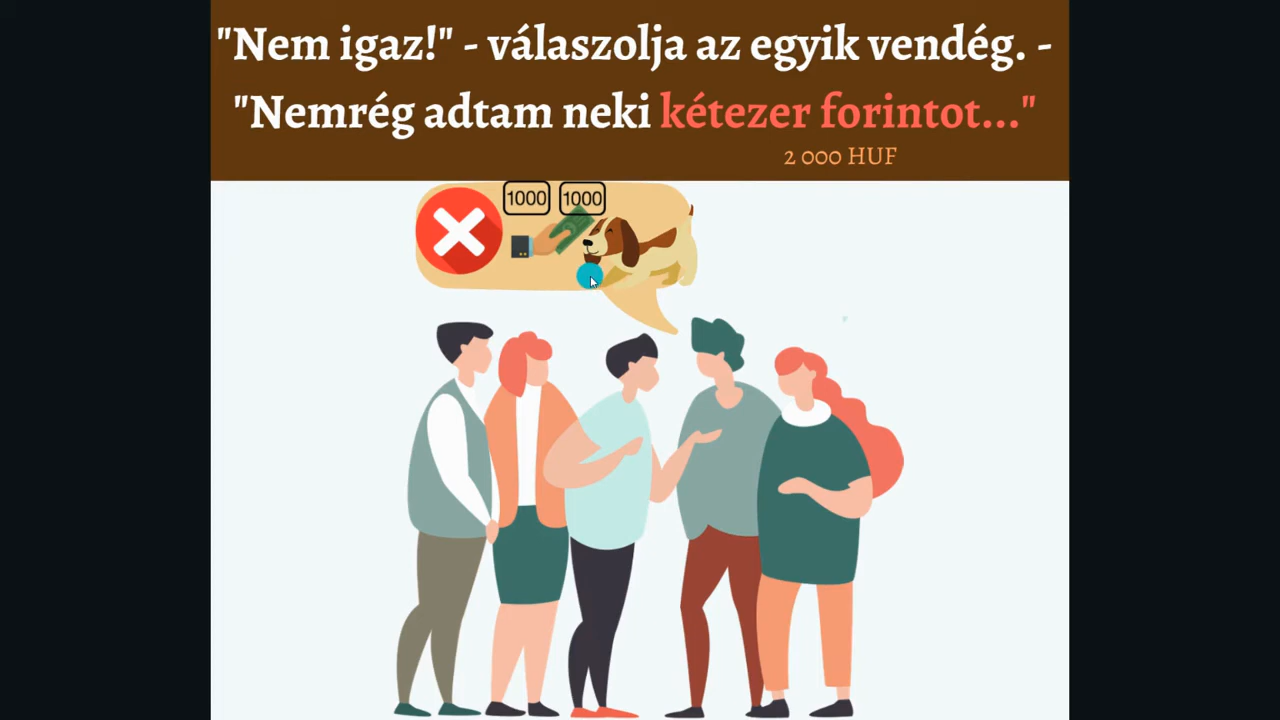 "Nem igaz!" - válaszolja az egyik vendég. -
"Nemrég adtam neki kétezer forintot..."
2 000 HUF
1000 1000